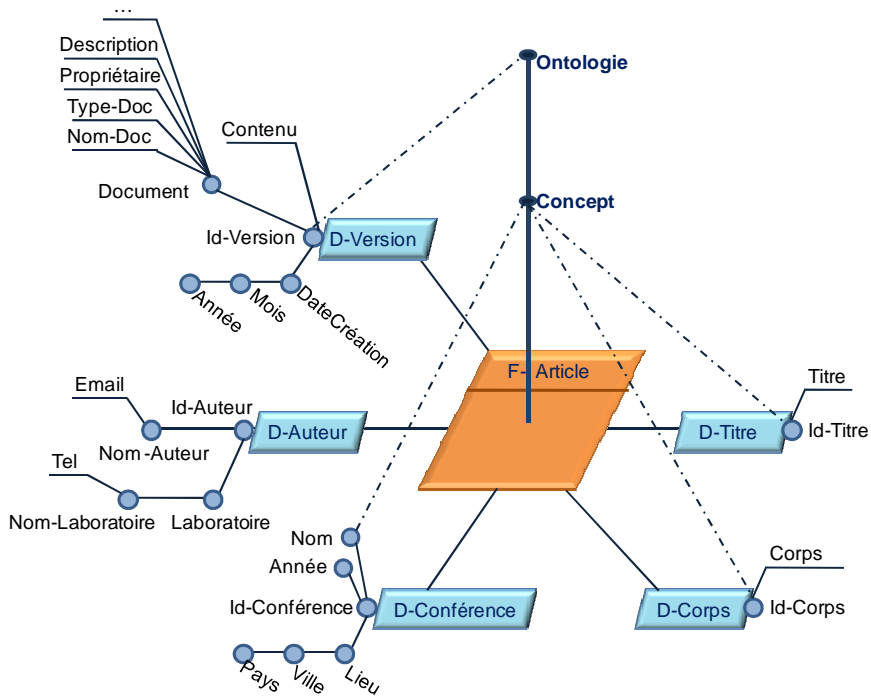 …
Description
Propriétaire
Type-Doc
Nom-Doc
Document
Contenu
Id-Version
D-Version
Année
Mois
DateCréation
Ontologie
Concept
F- Article
Email
Id-Auteur
D-Auteur
Nom -Auteur
Tel
Nom-Laboratoire
Laboratoire
Titre
D-Titre
Id-Titre
Nom
Année
Id-Conférence
D-Conférence
Pays
Ville
Lieu
Corps
D-Corps
Id-Corps